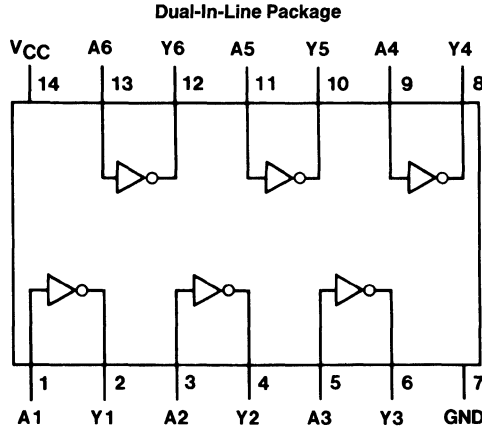 Dual-In-Line Package
VCC A6 Y6 A5 Y5 A4 Y4
14 13 12 11 10 9 8
1 2 3 4 5 6 7
A1 Y1 A2 Y2 A3 Y3 GND